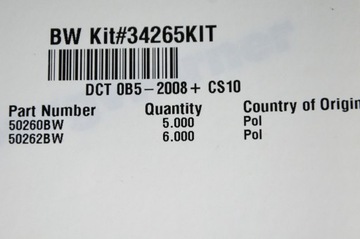 BW Kit#34265KIT
DCT 0B5-2008+ CS10
Part Number Quantity Country of Origin
50260BW 5.000 Pol
50262BW 6.000 Pol